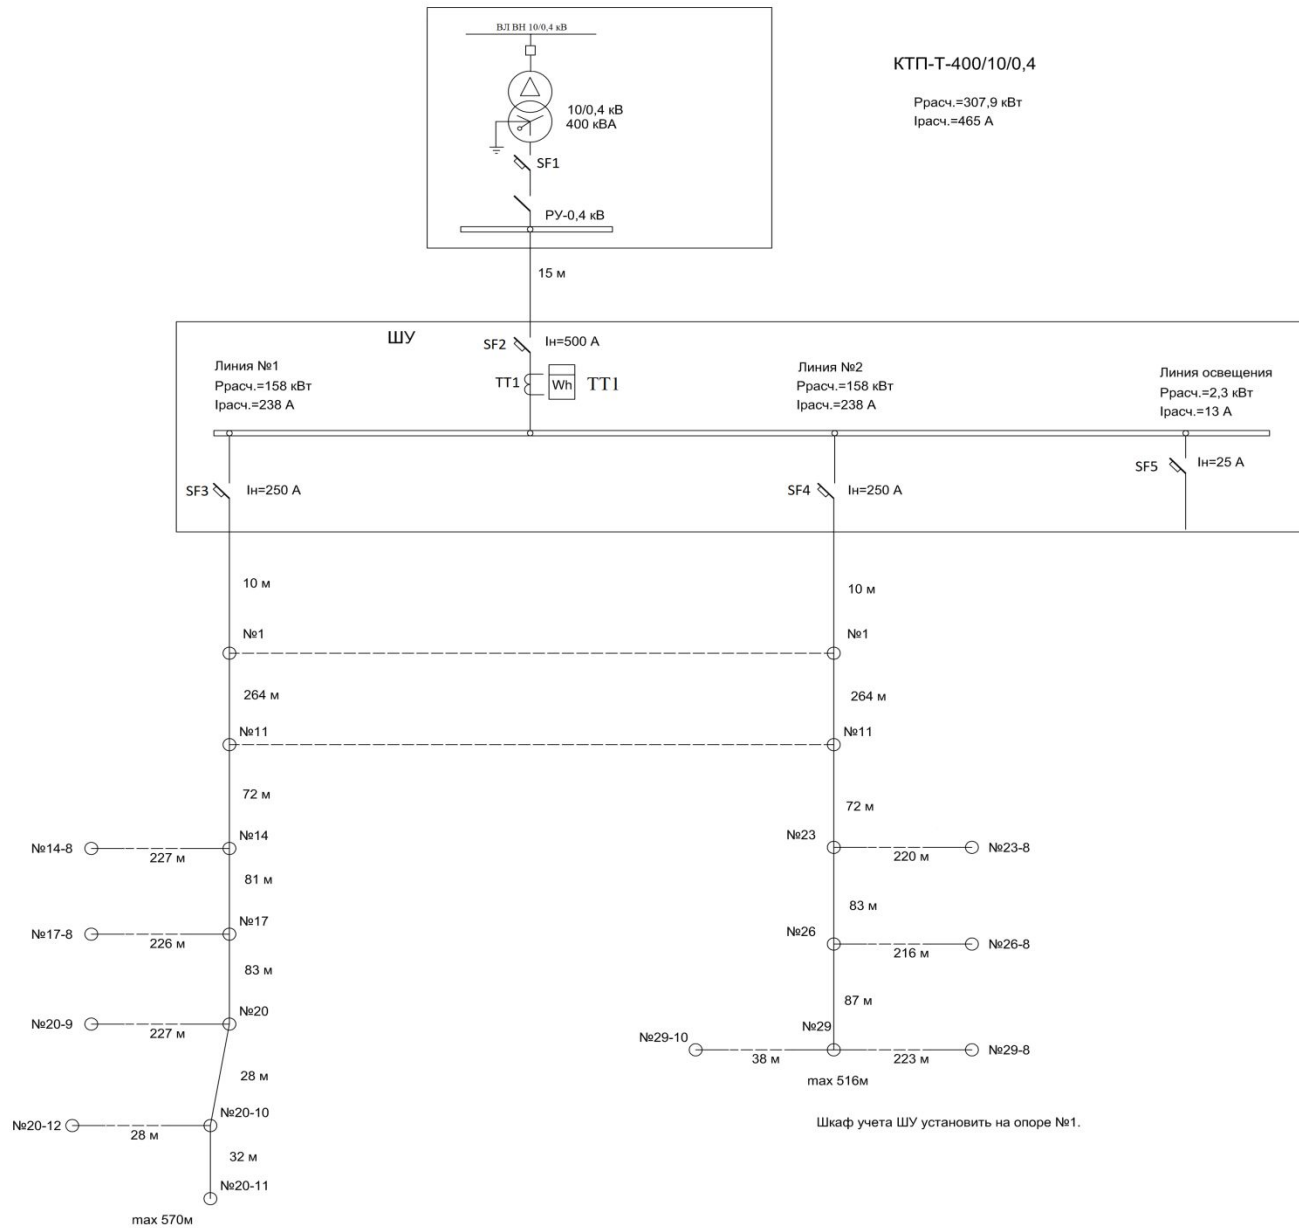 ВЛ ВН 10/0,4 кВ
10/0,4 кВ
400 кВА
SF1
РУ-0,4 кВ
КТП-Т-400/10/0,4
Ррасч.=307,9 кВт
Iрасч.=465 А
15 м
ШУ
SF2
Iн=500 А
ТТ1
Wh
ТТ1
Линия №1
Ррасч.=158 кВт
Iрасч.=238 А
Линия №2
Ррасч.=158 кВт
Iрасч.=238 А
Линия освещения
Ррасч.=2,3 кВт
Iрасч.=13 А
SF3
Iн=250 А
SF4
Iн=250 А
SF5
Iн=25 А
10 м
10 м
№1
№1
264 м
264 м
№11
№11
72 м
72 м
№14-8
227 м
№14
№23
220 м
№23-8
81 м
83 м
№17-8
226 м
№17
№26
216 м
№26-8
83 м
87 м
№20-9
227 м
№20
№29-10
38 м
№29
223 м
№29-8
28 м
max 516м
№20-12
28 м
№20-10
Шкаф учета ШУ установить на опоре №1.
32 м
№20-11
max 570м